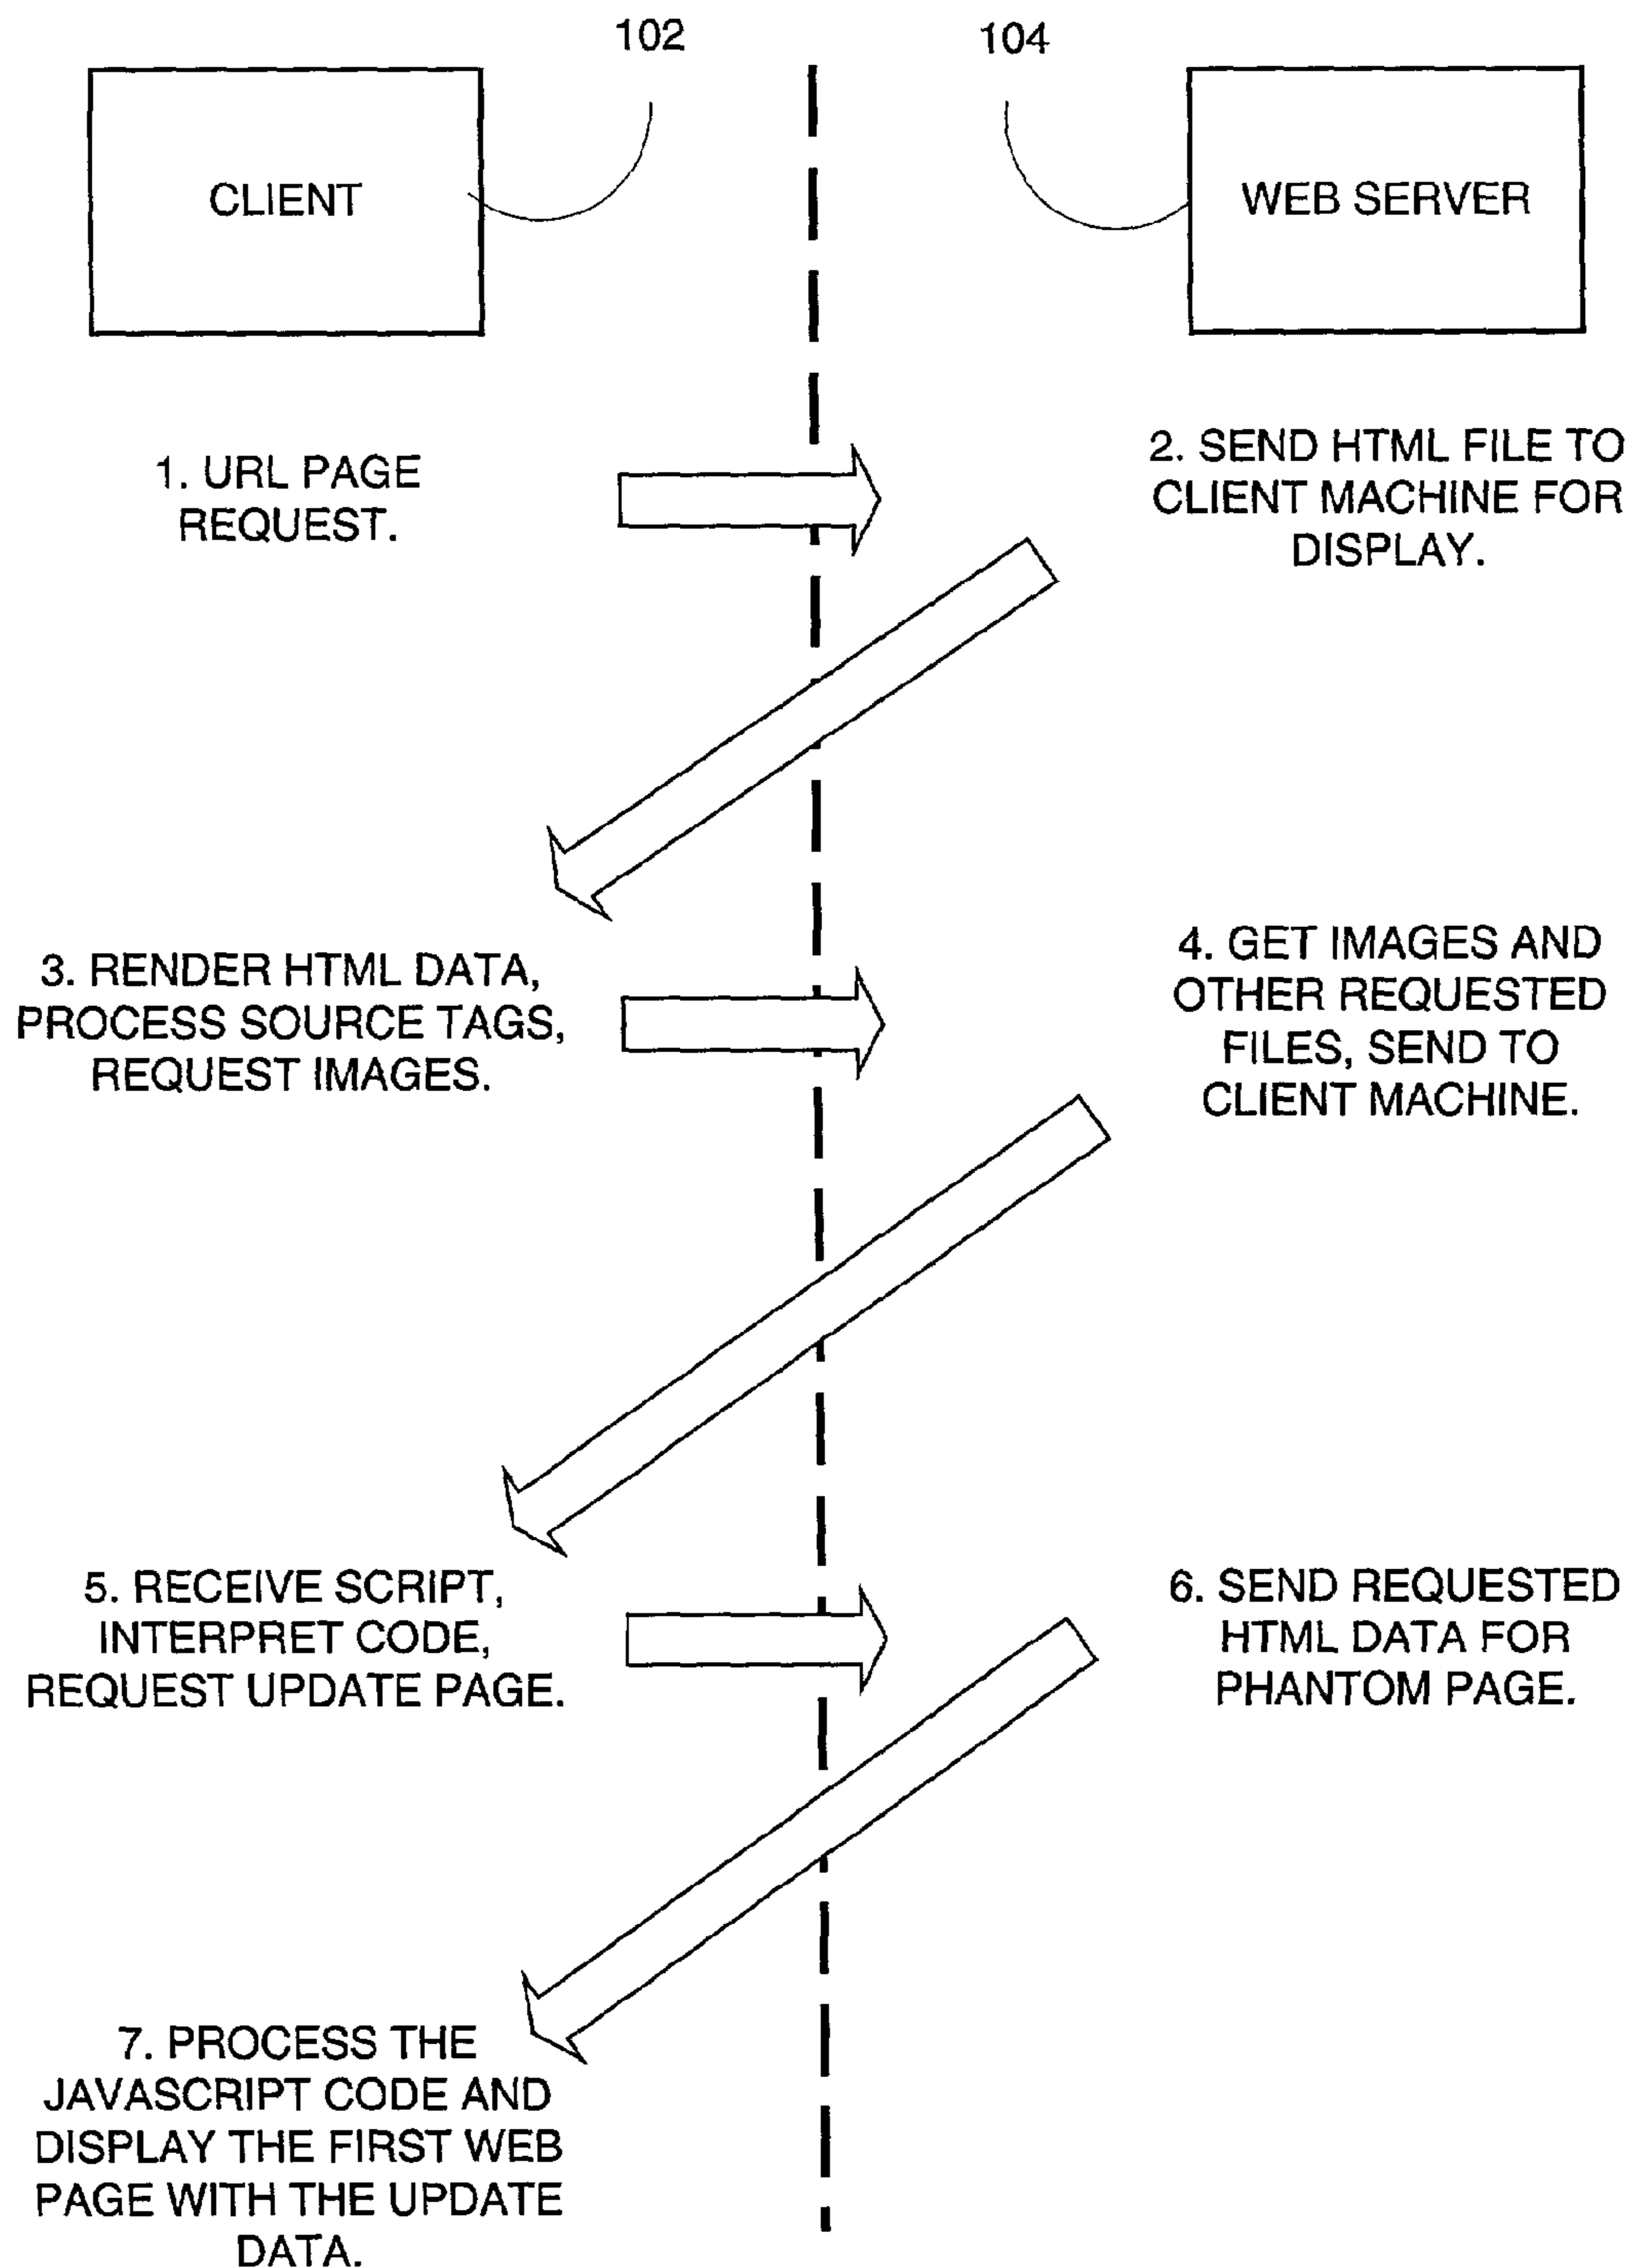 102
104
CLIENT
WEB SERVER
1. URL PAGE
REQUEST.
2. SEND HTML FILE TO
CLIENT MACHINE FOR
DISPLAY.
3. RENDER HTML DATA,
PROCESS SOURCE TAGS,
REQUEST IMAGES.
4. GET IMAGES AND
OTHER REQUESTED
FILES, SEND TO
CLIENT MACHINE.
5. RECEIVE SCRIPT,
INTERPRET CODE,
REQUEST UPDATE PAGE.
6. SEND REQUESTED
HTML DATA FOR
PHANTOM PAGE.
7. PROCESS THE
JAVASCRIPT CODE AND
DISPLAY THE FIRST WEB
PAGE WITH THE UPDATE
DATA.